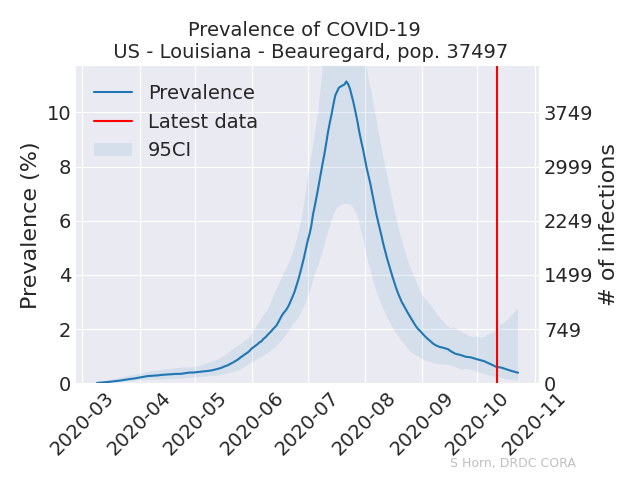 Prevalence of COVID-19
US - Louisiana - Beauregard, pop. 37497
Prevalence
Latest data
95CI
Prevalence (%)
10
8
6
4
2
0
3749
2999
2249
1499
749
0
# of infections
2020-03
2020-04
2020-05
2020-06
2020-07
2020-08
2020-09
2020-10
2020-11
S Horn, DRDC CORA